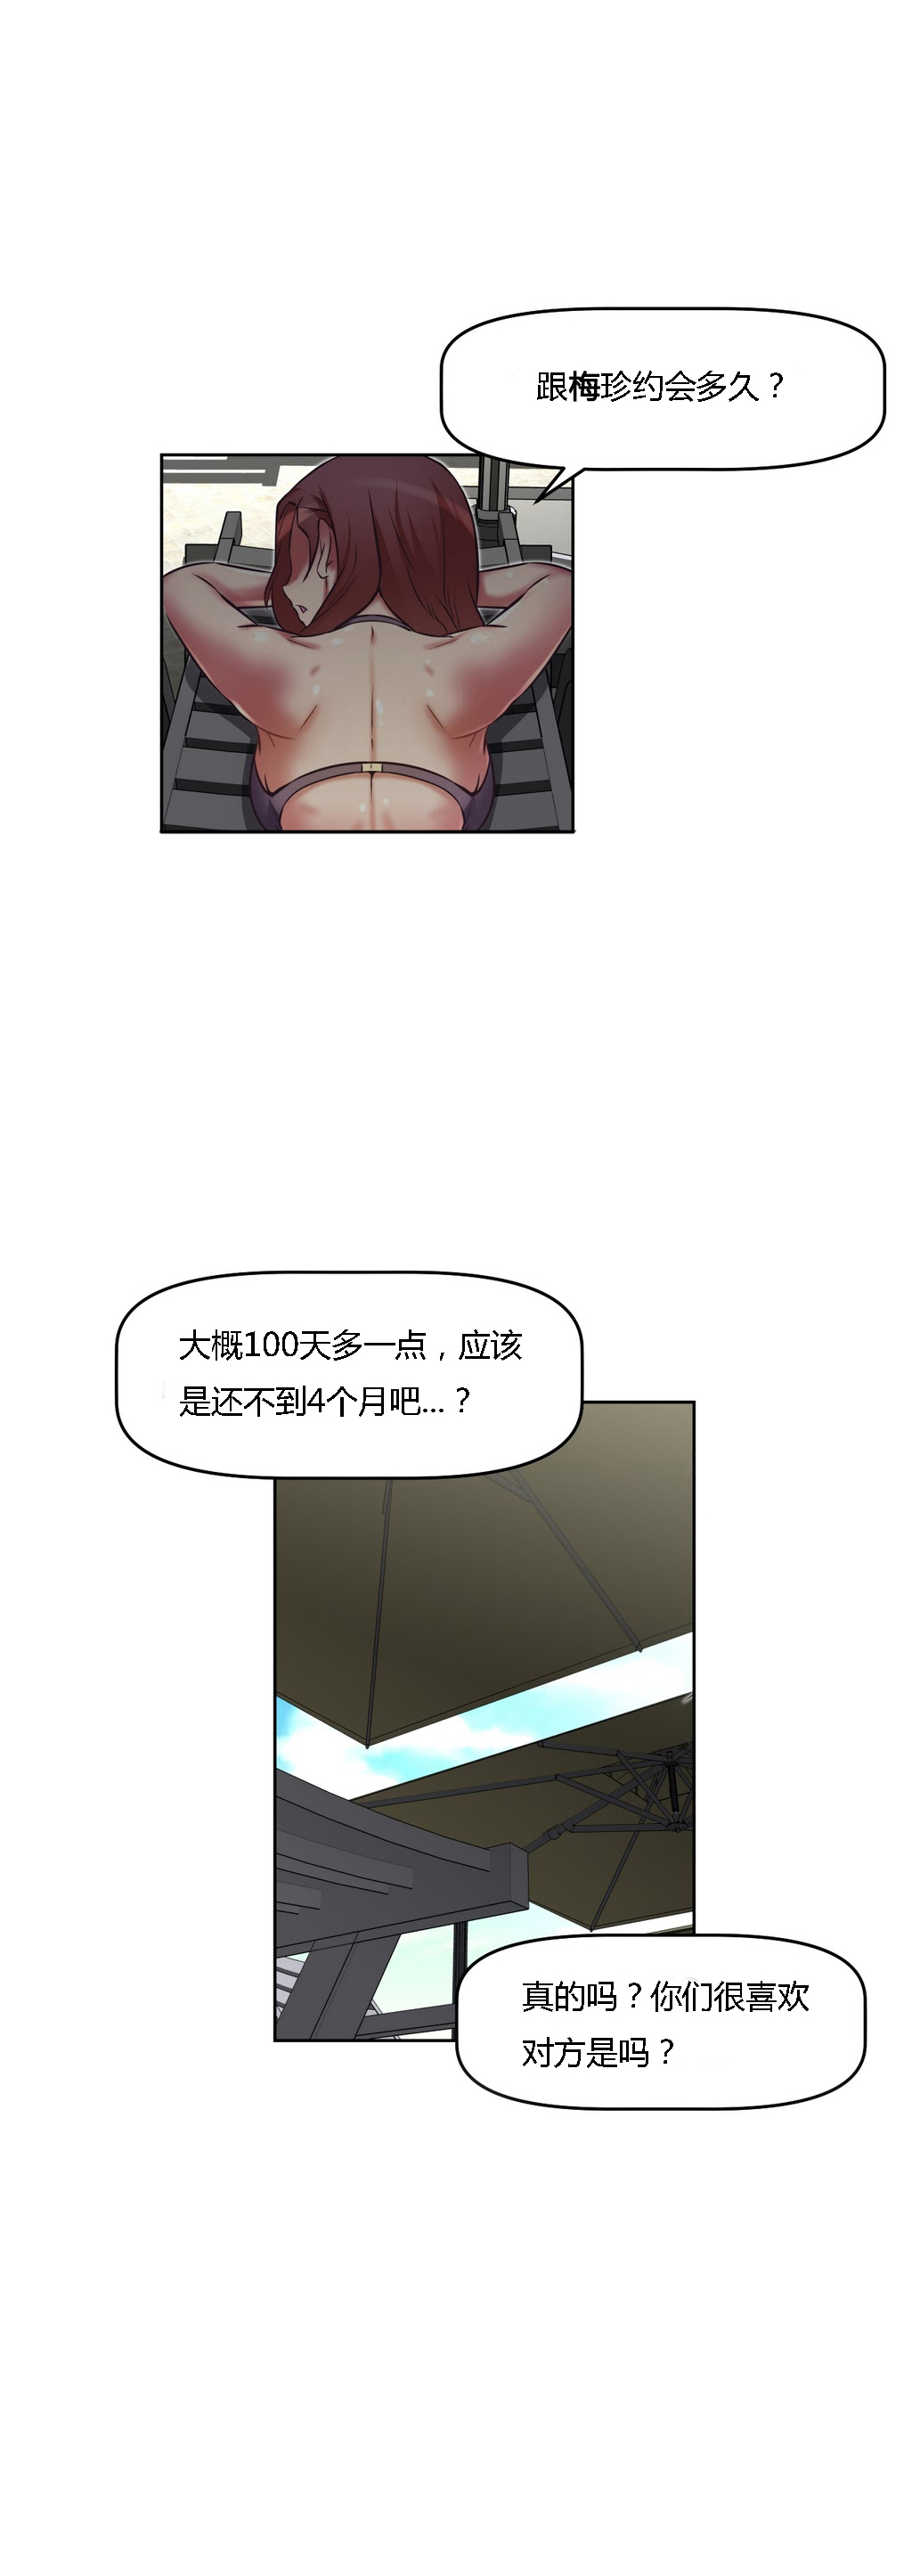 跟梅珍约会多久？
大概100天多一点，应该
是还不到4个月吧...？
真的吗？你们很喜欢
对方是吗？